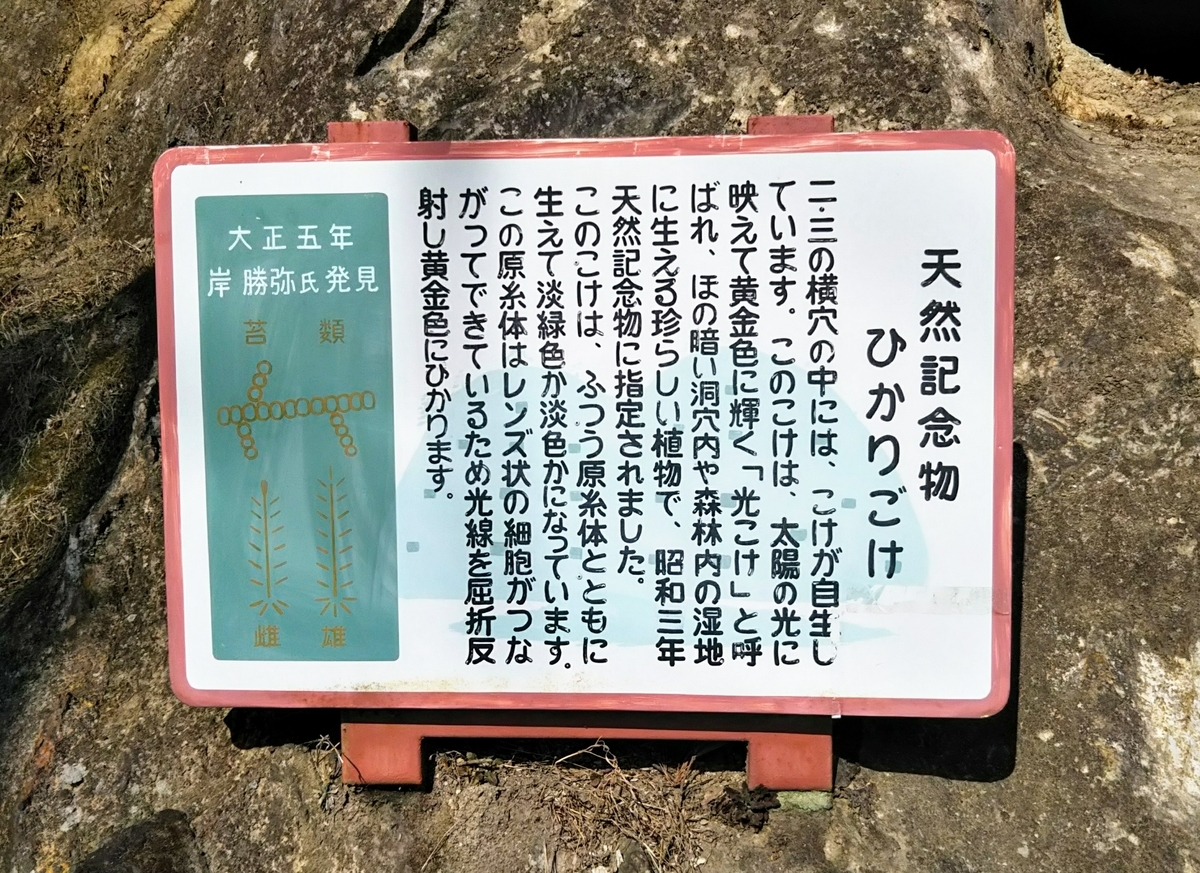 天然記念物
ひかりごけ
二・三の横穴の中には、こけが自生し
ています。このこけは、太陽の光に
映えて黄金色に輝く「光こけ」と呼
ばれ、ほの暗い洞穴内や森林内の湿地
に生える珍らしい植物で、昭和三年
天然記念物に指定されました。
このこけは、ふつう原糸体とともに
生えて淡緑色か淡色かになっています。
この原糸体はレンズ状の細胞がつな
がつてできているため光線を屈折反
射し黄金色にひかります。
大正五年
岸勝弥氏発見
苔類
雌 雄